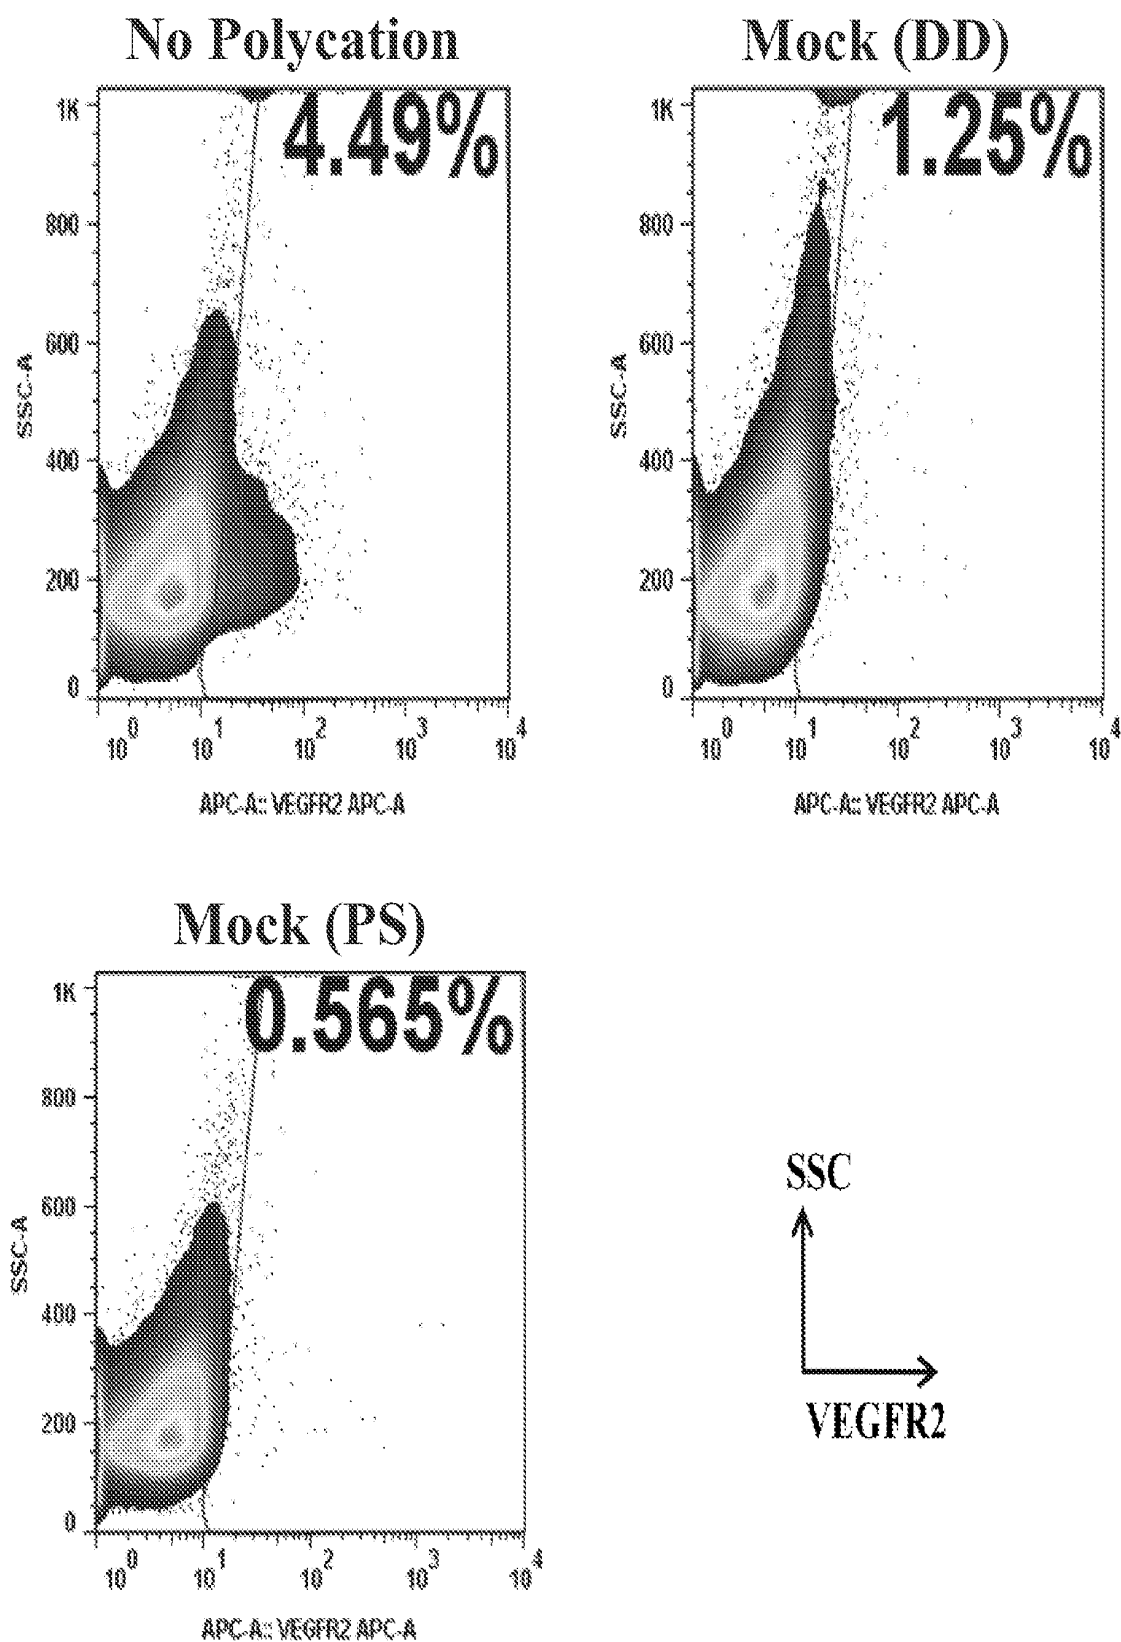 No Polycation
4.49%
1K
800
600
400
200
0
SSC-A
10^0 10^1 10^2 10^3 10^4
APC-A:: VEGFR2 APC-A
Mock (DD)
1.25%
1K
800
600
400
200
0
SSC-A
10^0 10^1 10^2 10^3 10^4
APC-A:: VEGFR2 APC-A
Mock (PS)
0.565%
1K
800
600
400
200
0
SSC-A
10^0 10^1 10^2 10^3 10^4
APC-A:: VEGFR2 APC-A
SSC
VEGFR2